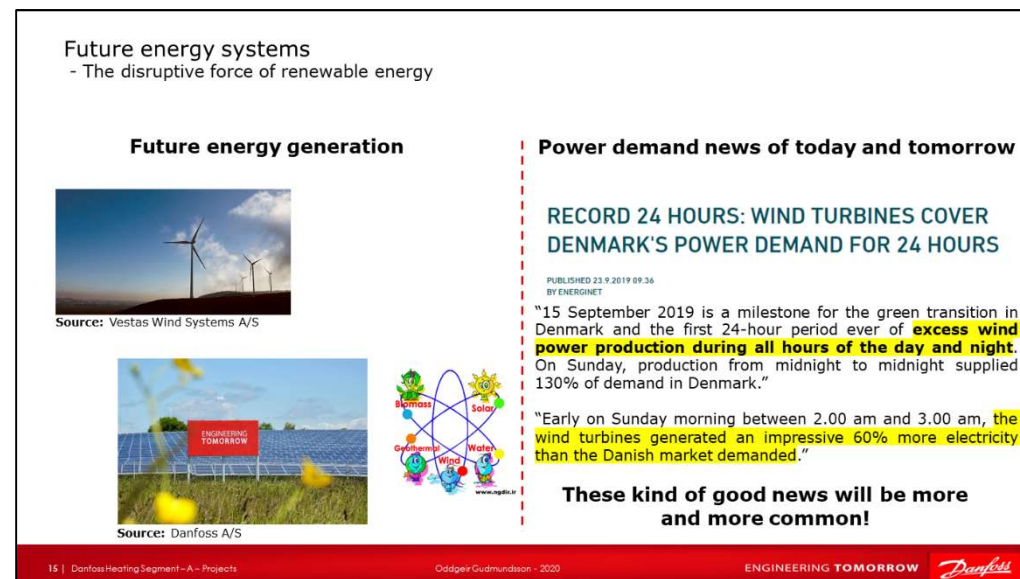 Future energy systems
- The disruptive force of renewable energy
Future energy generation
Source: Vestas Wind Systems A/S
ENGINEERING
TOMORROW
Source: Danfoss A/S
Biomass
Solar
Geothermal
Water
Wind
www.ngdir.ir
Power demand news of today and tomorrow
RECORD 24 HOURS: WIND TURBINES COVER
DENMARK'S POWER DEMAND FOR 24 HOURS
PUBLISHED 23.9.2019 09.36
BY ENERGINET
"15 September 2019 is a milestone for the green transition in
Denmark and the first 24-hour period ever of excess wind
power production during all hours of the day and night.
On Sunday, production from midnight to midnight supplied
130% of demand in Denmark."
"Early on Sunday morning between 2.00 am and 3.00 am, the
wind turbines generated an impressive 60% more electricity
than the Danish market demanded."
These kind of good news will be more
and more common!
15 | Danfoss Heating Segment – A – Projects
Oddgeir Gudmundsson - 2020
ENGINEERING TOMORROW
Danfoss